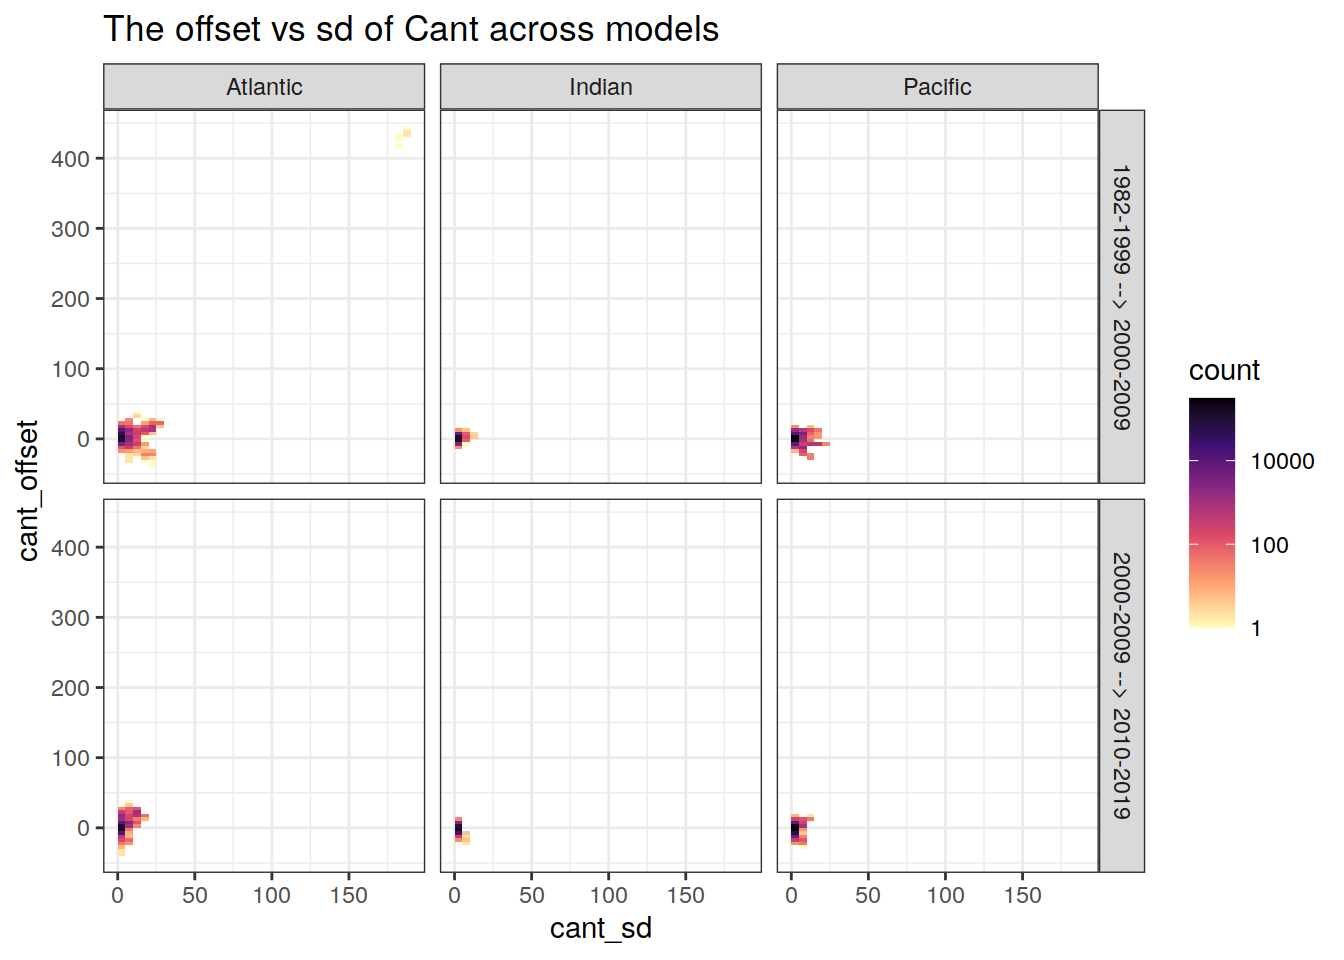 The offset vs sd of Cant across models
Atlantic
Indian
Pacific
400
300
200
100
0
1982-1999 --> 2000-2009
400
300
200
100
0
2000-2009 --> 2010-2019
0 50 100 150
0 50 100 150
0 50 100 150
cant_sd
cant_offset
count
10000
100
1